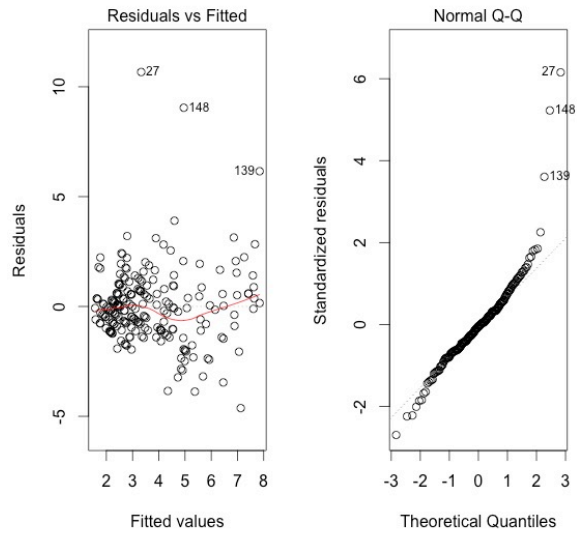 Residuals vs Fitted
Residuals
10
5
0
-5
27
148
139
2 3 4 5 6 7 8
Fitted values
Normal Q-Q
Standardized residuals
6
4
2
0
-2
27
148
139
-3 -2 -1 0 1 2 3
Theoretical Quantiles